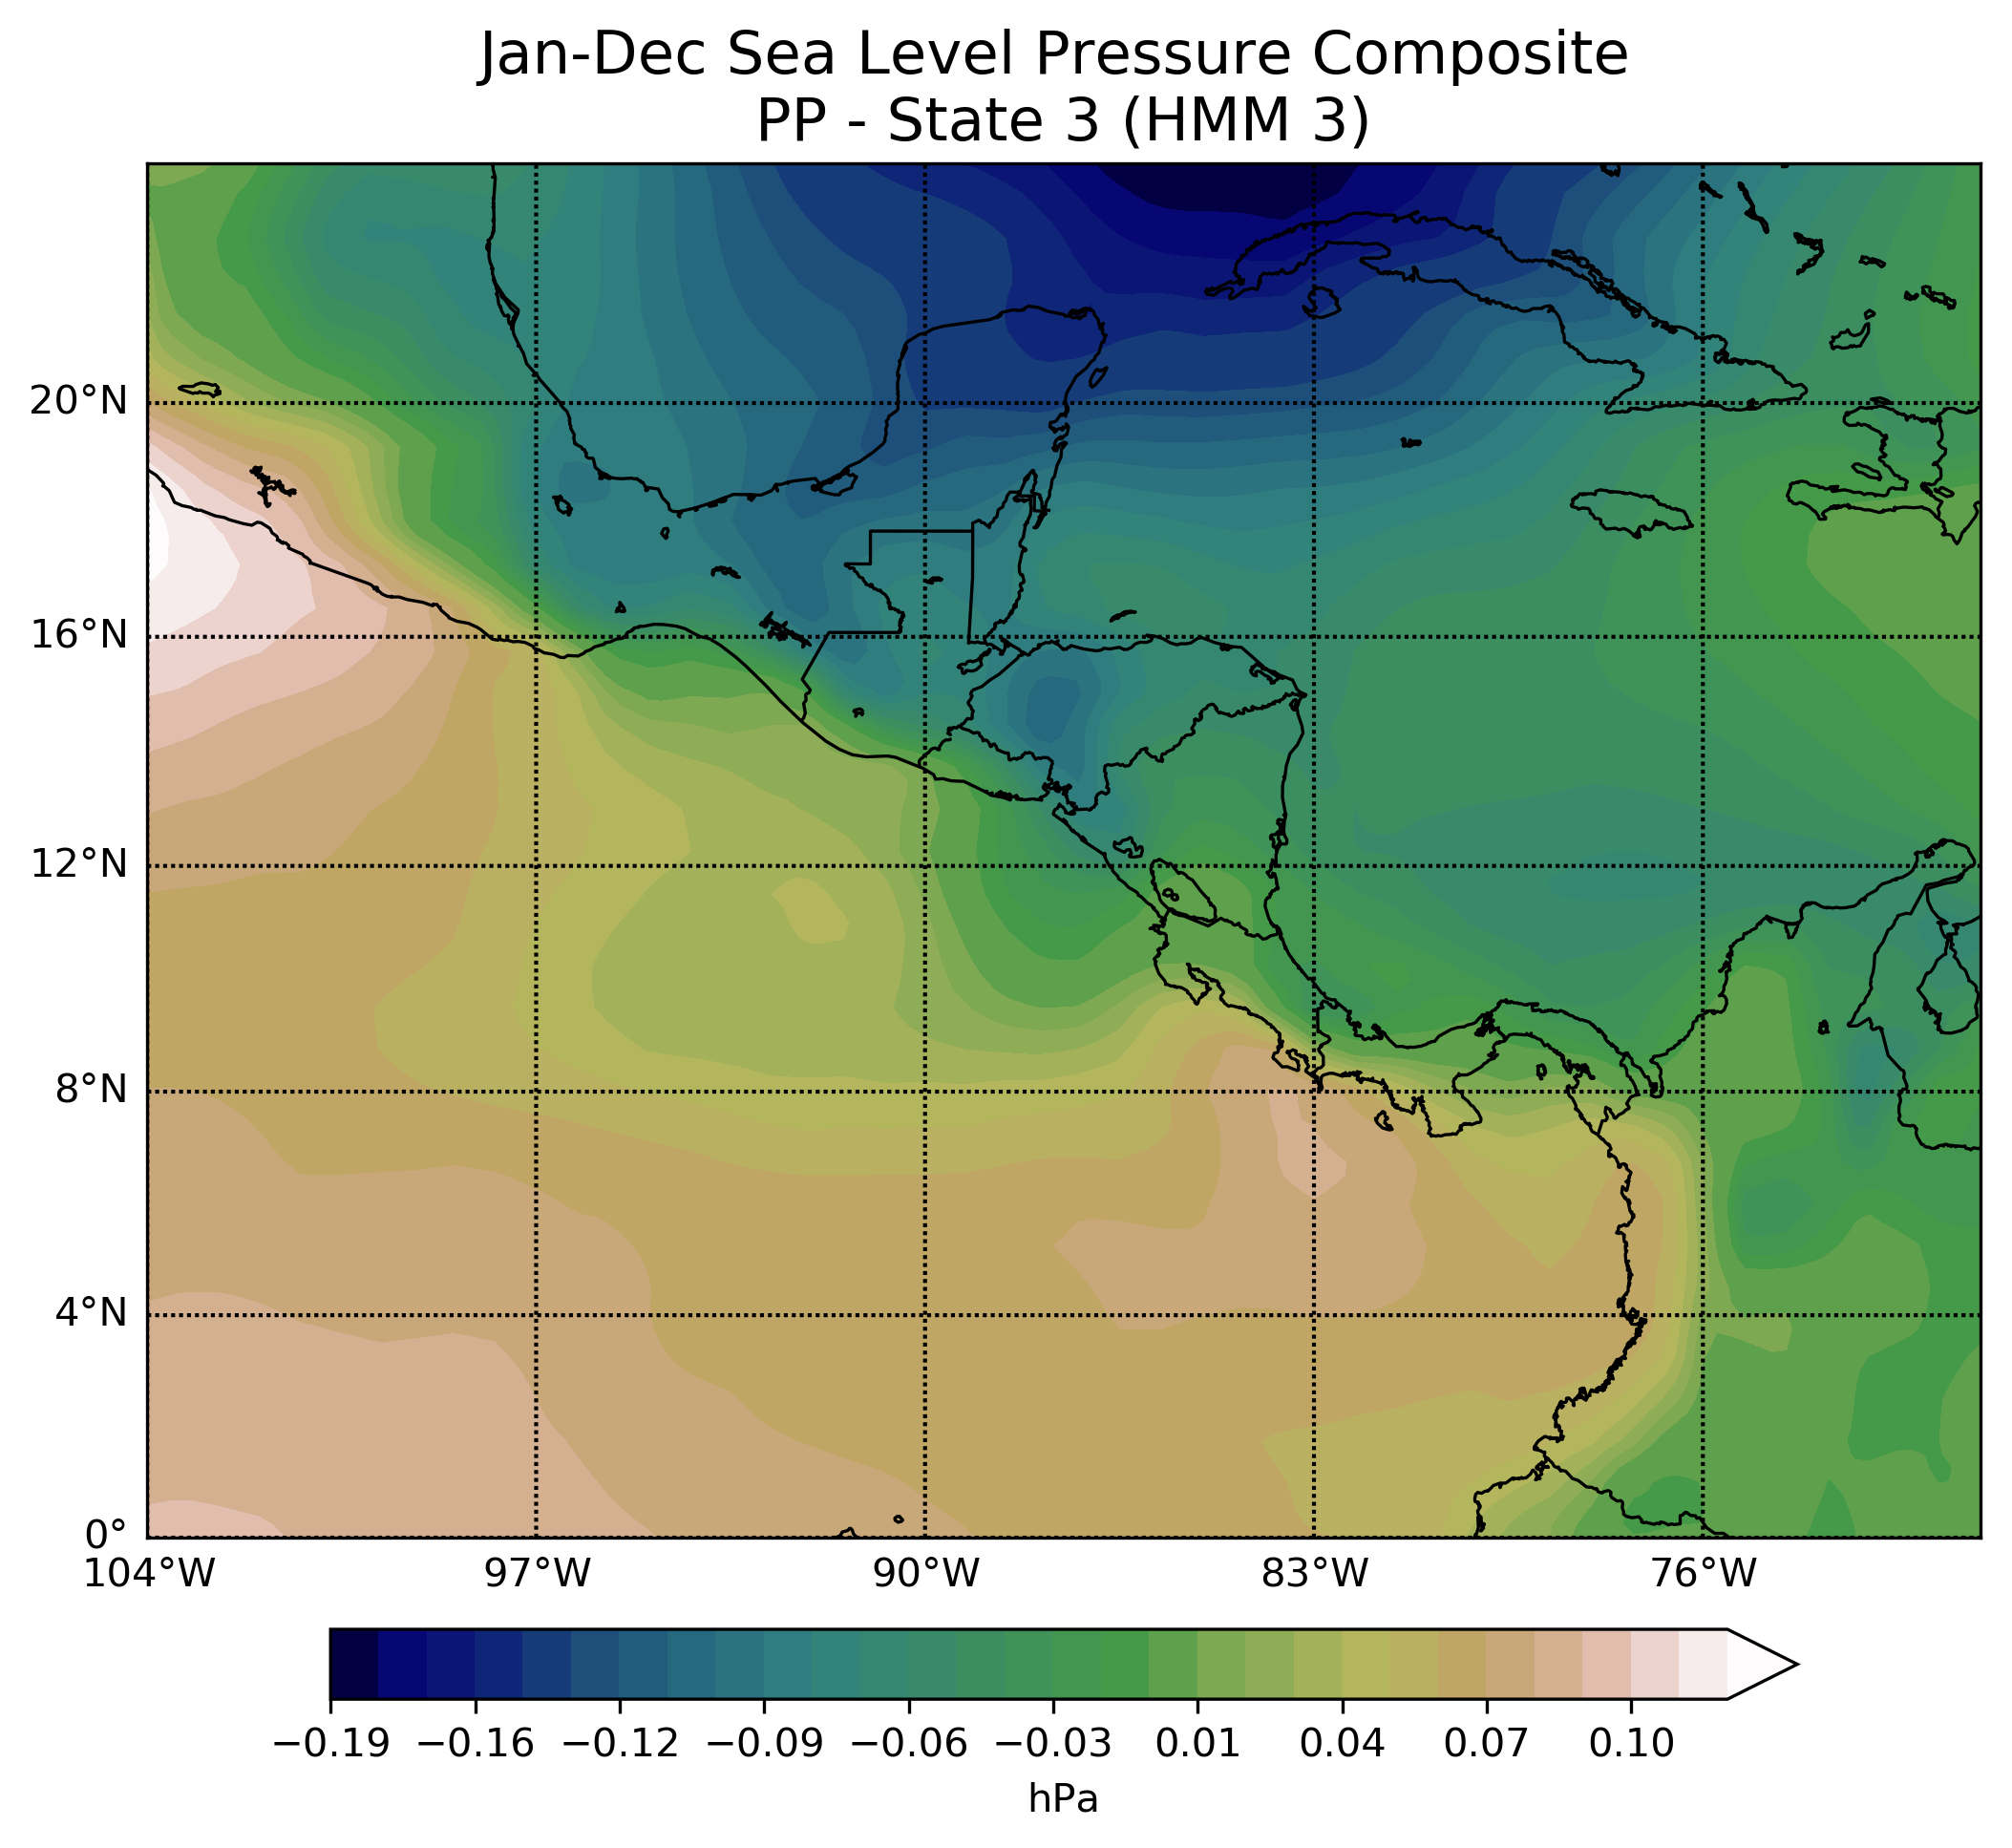 Jan-Dec Sea Level Pressure Composite
PP - State 3 (HMM 3)
20°N
16°N
12°N
8°N
4°N
0°
104°W 97°W 90°W 83°W 76°W
−0.19 −0.16 −0.12 −0.09 −0.06 −0.03 0.01 0.04 0.07 0.10
hPa